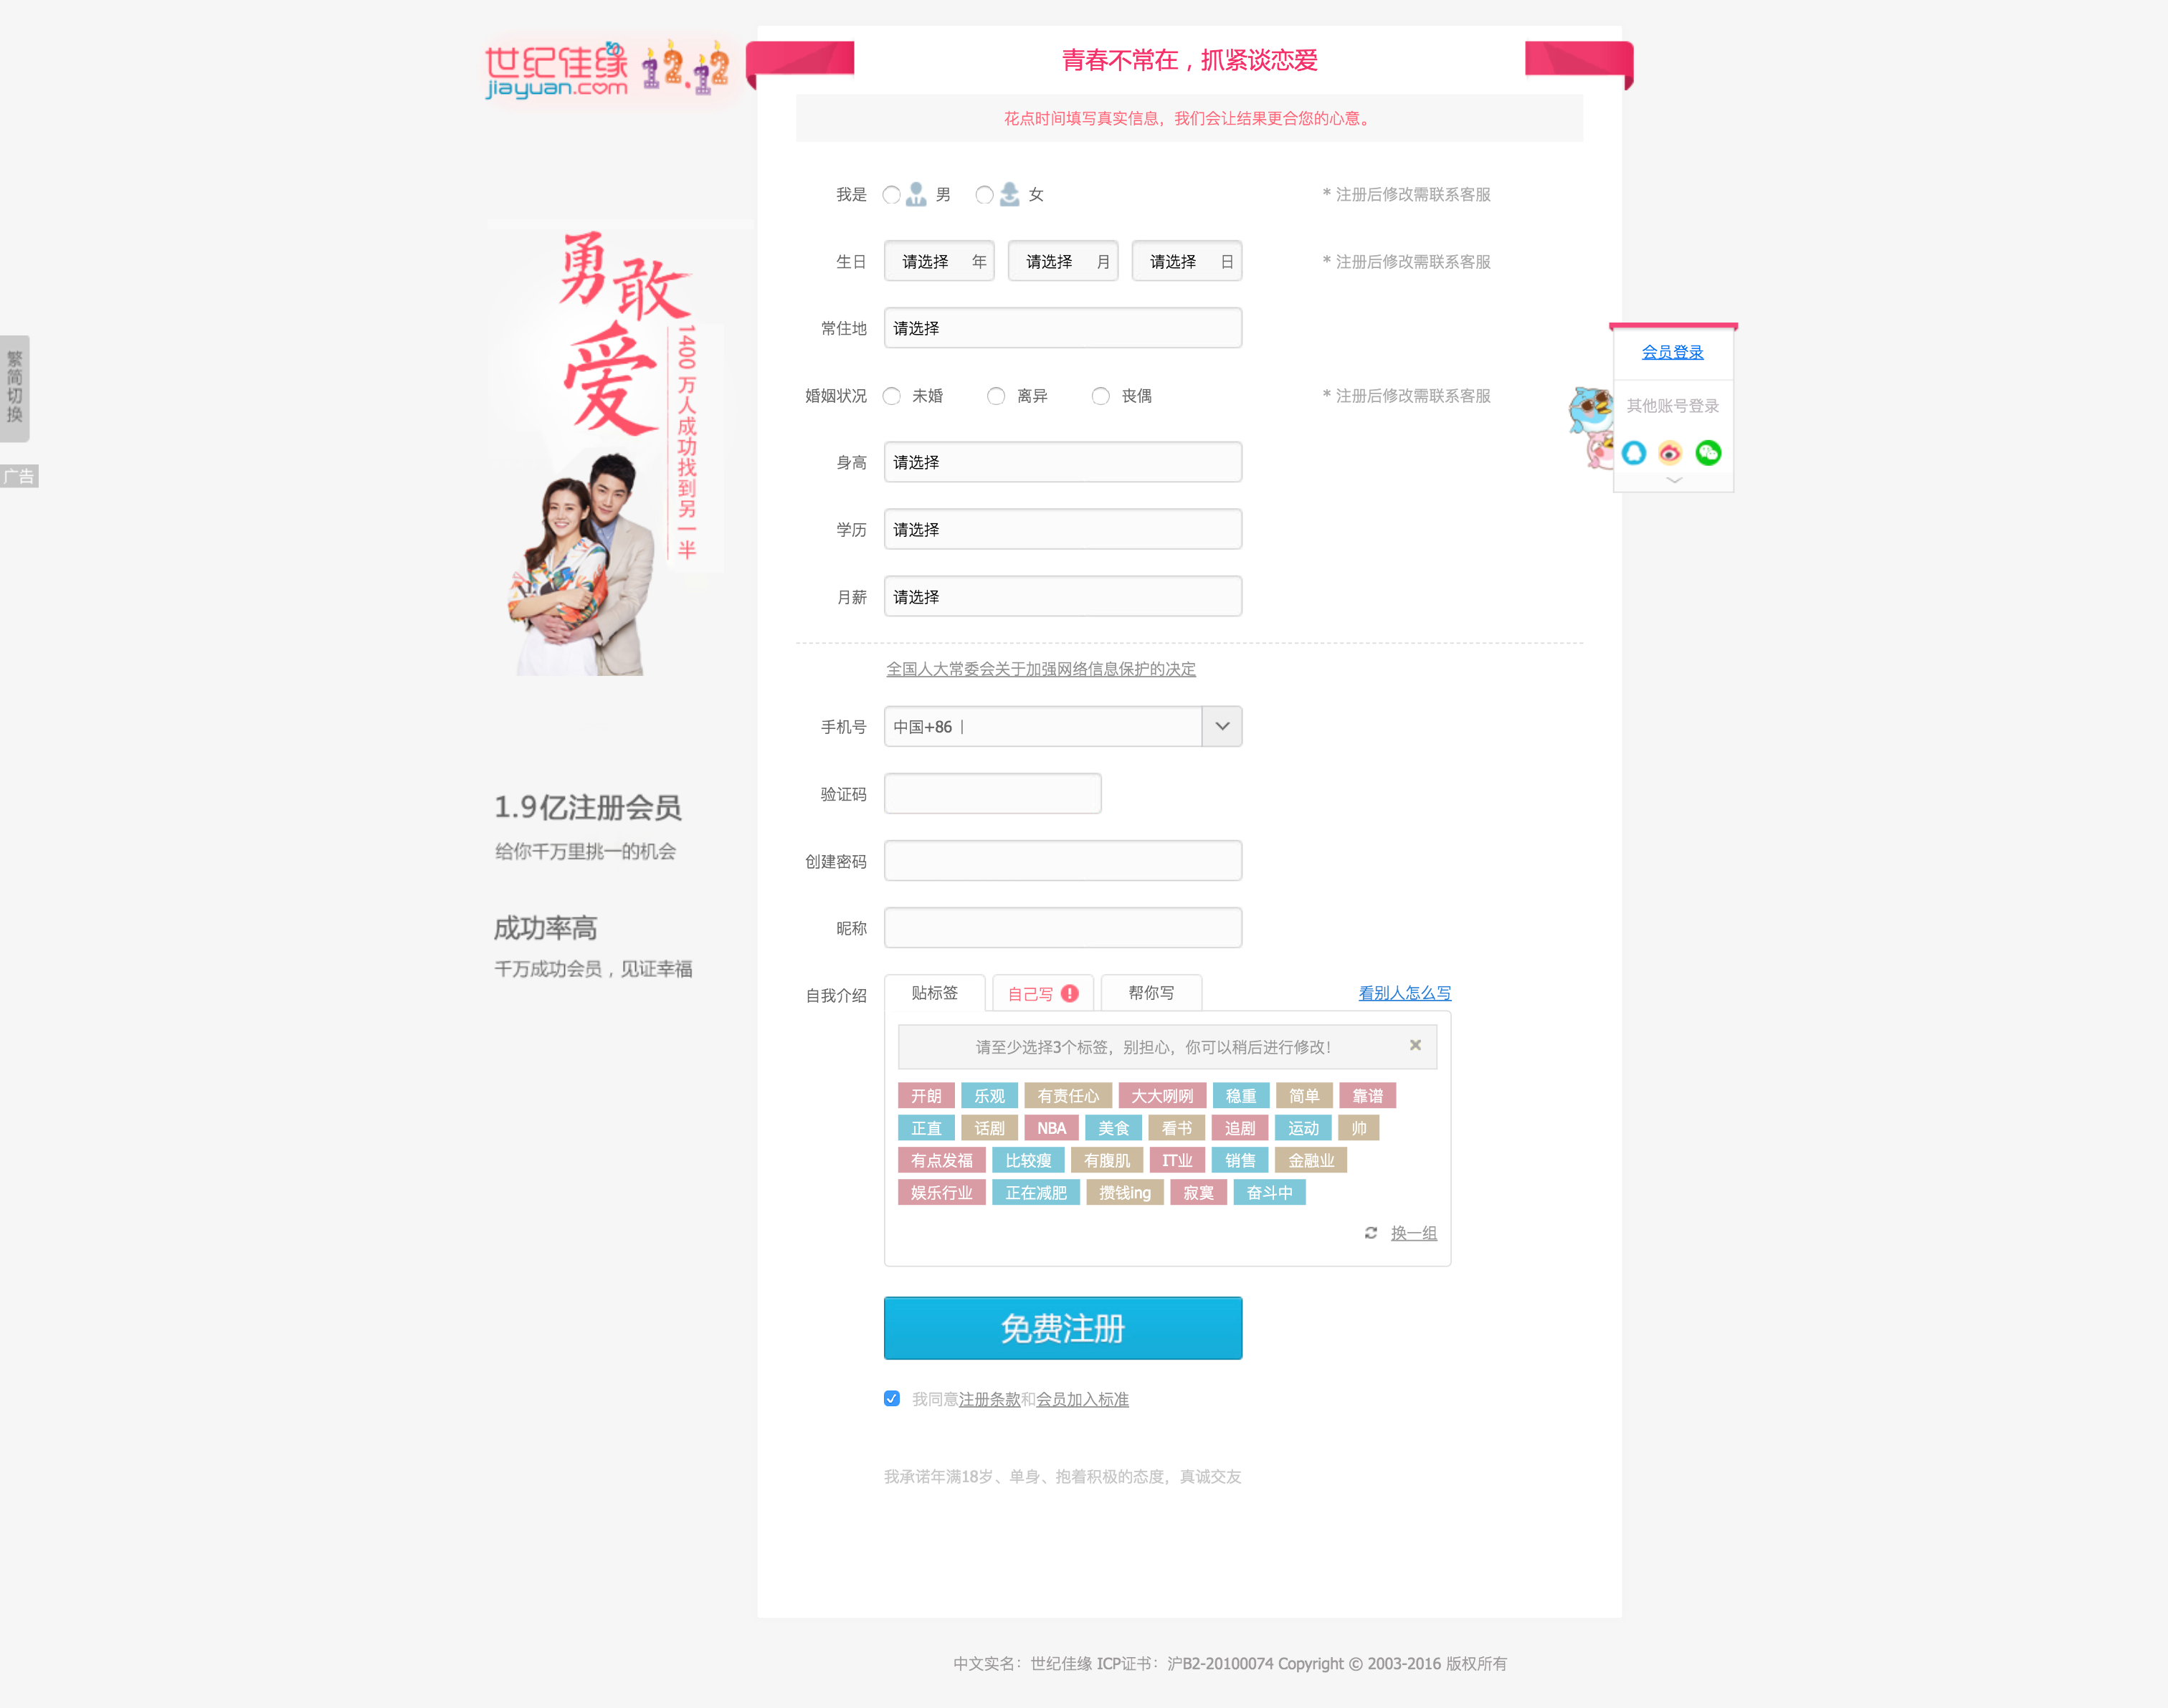 世纪佳缘
jiayuan.com
12.12
青春不常在，抓紧谈恋爱
花点时间填写真实信息，我们会让结果更合您的心意。
我是 男 女 * 注册后修改需联系客服
生日 请选择 年 请选择 月 请选择 日 * 注册后修改需联系客服
常住地 请选择
婚姻状况 未婚 离异 丧偶 * 注册后修改需联系客服
身高 请选择
学历 请选择
月薪 请选择
全国人大常委会关于加强网络信息保护的决定
手机号 中国+86
验证码
创建密码
昵称
自我介绍 贴标签 自己写 帮你写 看别人怎么写
请至少选择3个标签，别担心，你可以稍后进行修改！
开朗 乐观 有责任心 大大咧咧 稳重 简单 靠谱
正直 话剧 NBA 美食 看书 追剧 运动 帅
有点发福 比较瘦 有腹肌 IT业 销售 金融业
娱乐行业 正在减肥 攒钱ing 寂寞 奋斗中
换一组
免费注册
我同意注册条款和会员加入标准
我承诺年满18岁、单身、抱着积极的态度，真诚交友
勇敢
爱
1400 万人成功找到另一半
1.9亿注册会员
给你千万里挑一的机会
成功率高
千万成功会员，见证幸福
繁简切换
广告
会员登录
其他账号登录
中文实名：世纪佳缘 ICP证书：沪B2-20100074 Copyright © 2003-2016 版权所有